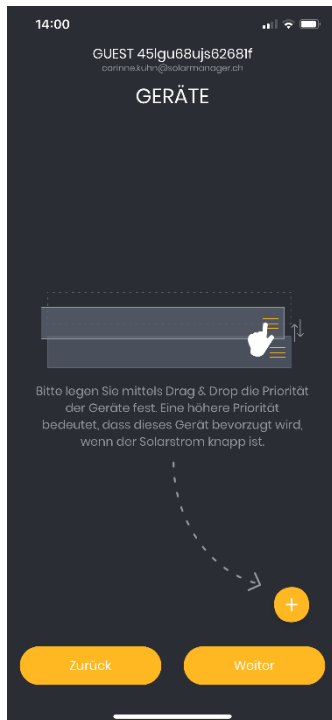 14:00
GUEST 45lgu68ujs6268lf
corinne.kuhn@solarmanager.ch
GERÄTE
Bitte legen Sie mittels Drag & Drop die Priorität
der Geräte fest. Eine höhere Priorität
bedeutet, dass dieses Gerät bevorzugt wird,
wenn der Solarstrom knapp ist.
+
Zurück
Weiter